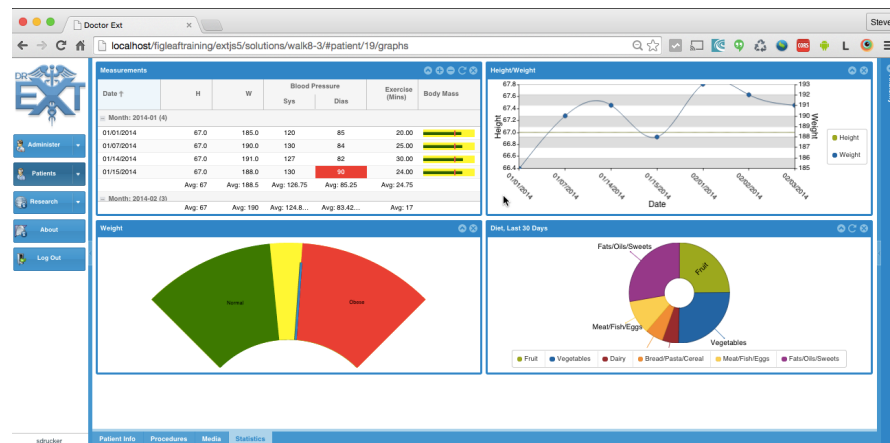 Doctor Ext
Steve
localhost/figleaftraining/extjs5/solutions/walk8-3/#patient/19/graphs
DR
EXT
Administer
Patients
Research
About
Log Out
sdrucker
Measurements
Date H W Blood Pressure Exercise (Mins) Body Mass
Sys Dias
Month: 2014-01 (4)
01/01/2014 67.0 185.0 120 85 20.00
01/07/2014 67.0 190.0 130 84 25.00
01/14/2014 67.0 191.0 127 82 30.00
01/15/2014 67.0 188.0 130 90 24.00
Avg: 67 Avg: 188.5 Avg: 126.75 Avg: 85.25 Avg: 24.75
Month: 2014-02 (3)
Avg: 67 Avg: 190 Avg: 124.8... Avg: 83.42... Avg: 17
Height/Weight
67.8
67.6
67.4
67.2
67.0
66.8
66.6
66.4
Height
193
192
191
190
189
188
187
186
185
Weight
01/01/2014
01/07/2014
01/14/2014
01/15/2014
02/01/2014
02/02/2014
02/03/2014
Date
Height
Weight
Weight
Normal
Obese
Diet, Last 30 Days
Fats/Oils/Sweets
Fruit
Meat/Fish/Eggs
Vegetables
Fruit Vegetables Dairy Bread/Pasta/Cereal Meat/Fish/Eggs Fats/Oils/Sweets
Patient Info Procedures Media Statistics